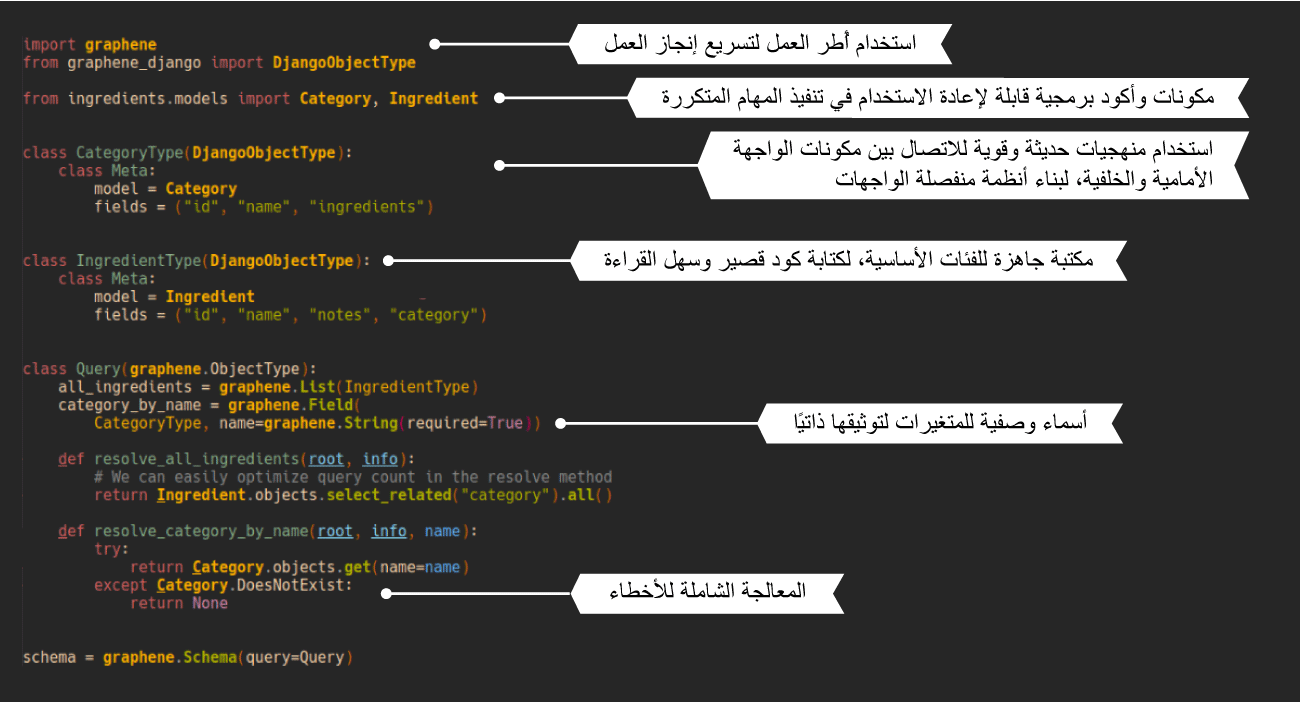 import graphene
استخدام أُطر العمل لتسريع إنجاز العمل
from graphene_django import DjangoObjectType
from ingredients.models import Category, Ingredient
مكونات وأكود برمجية قابلة لإعادة الاستخدام في تنفيذ المهام المتكررة
class CategoryType(DjangoObjectType):
    class Meta:
        model = Category
        fields = ("id", "name", "ingredients")
استخدام منهجيات حديثة وقوية للاتصال بين مكونات الواجهة
الأمامية والخلفية، لبناء أنظمة منفصلة الواجهات
class IngredientType(DjangoObjectType):
مكتبة جاهزة للفئات الأساسية، لكتابة كود قصير وسهل القراءة
    class Meta:
        model = Ingredient
        fields = ("id", "name", "notes", "category")
class Query(graphene.ObjectType):
    all_ingredients = graphene.List(IngredientType)
    category_by_name = graphene.Field(
        CategoryType, name=graphene.String(required=True))
أسماء وصفية للمتغيرات لتوثيقها ذاتيًا
    def resolve_all_ingredients(root, info):
        # We can easily optimize query count in the resolve method
        return Ingredient.objects.select_related("category").all()
    def resolve_category_by_name(root, info, name):
        try:
            return Category.objects.get(name=name)
        except Category.DoesNotExist:
            return None
المعالجة الشاملة للأخطاء
schema = graphene.Schema(query=Query)